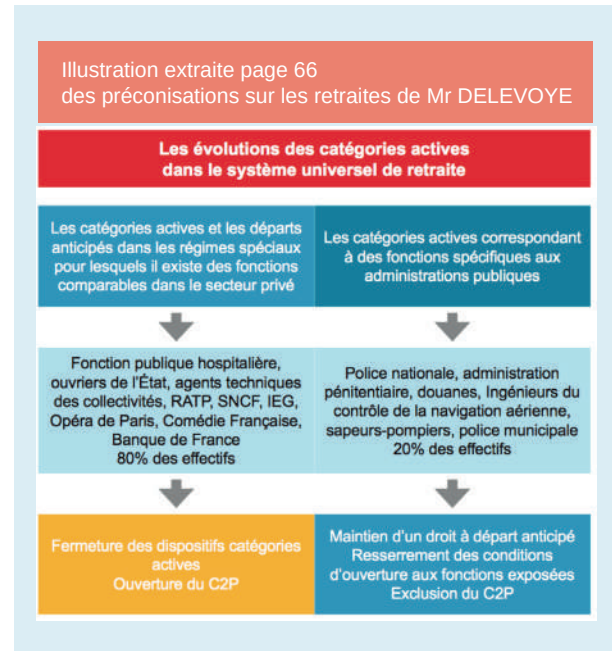 Illustration extraite page 66
des préconisations sur les retraites de Mr DELEVOYE
Les évolutions des catégories actives
dans le système universel de retraite
Les catégories actives et les départs
anticipés dans les régimes spéciaux
pour lesquels il existe des fonctions
comparables dans le secteur privé
Les catégories actives correspondant
à des fonctions spécifiques aux
administrations publiques
Fonction publique hospitalière,
ouvriers de l'État, agents techniques
des collectivités, RATP, SNCF, IEG,
Opéra de Paris, Comédie Française,
Banque de France
80% des effectifs
Police nationale, administration
pénitentiaire, douanes, Ingénieurs du
contrôle de la navigation aérienne,
sapeurs-pompiers, police municipale
20% des effectifs
Fermeture des dispositifs catégories
actives
Ouverture du C2P
Maintien d'un droit à départ anticipé
Resserrement des conditions
d'ouverture aux fonctions exposées
Exclusion du C2P